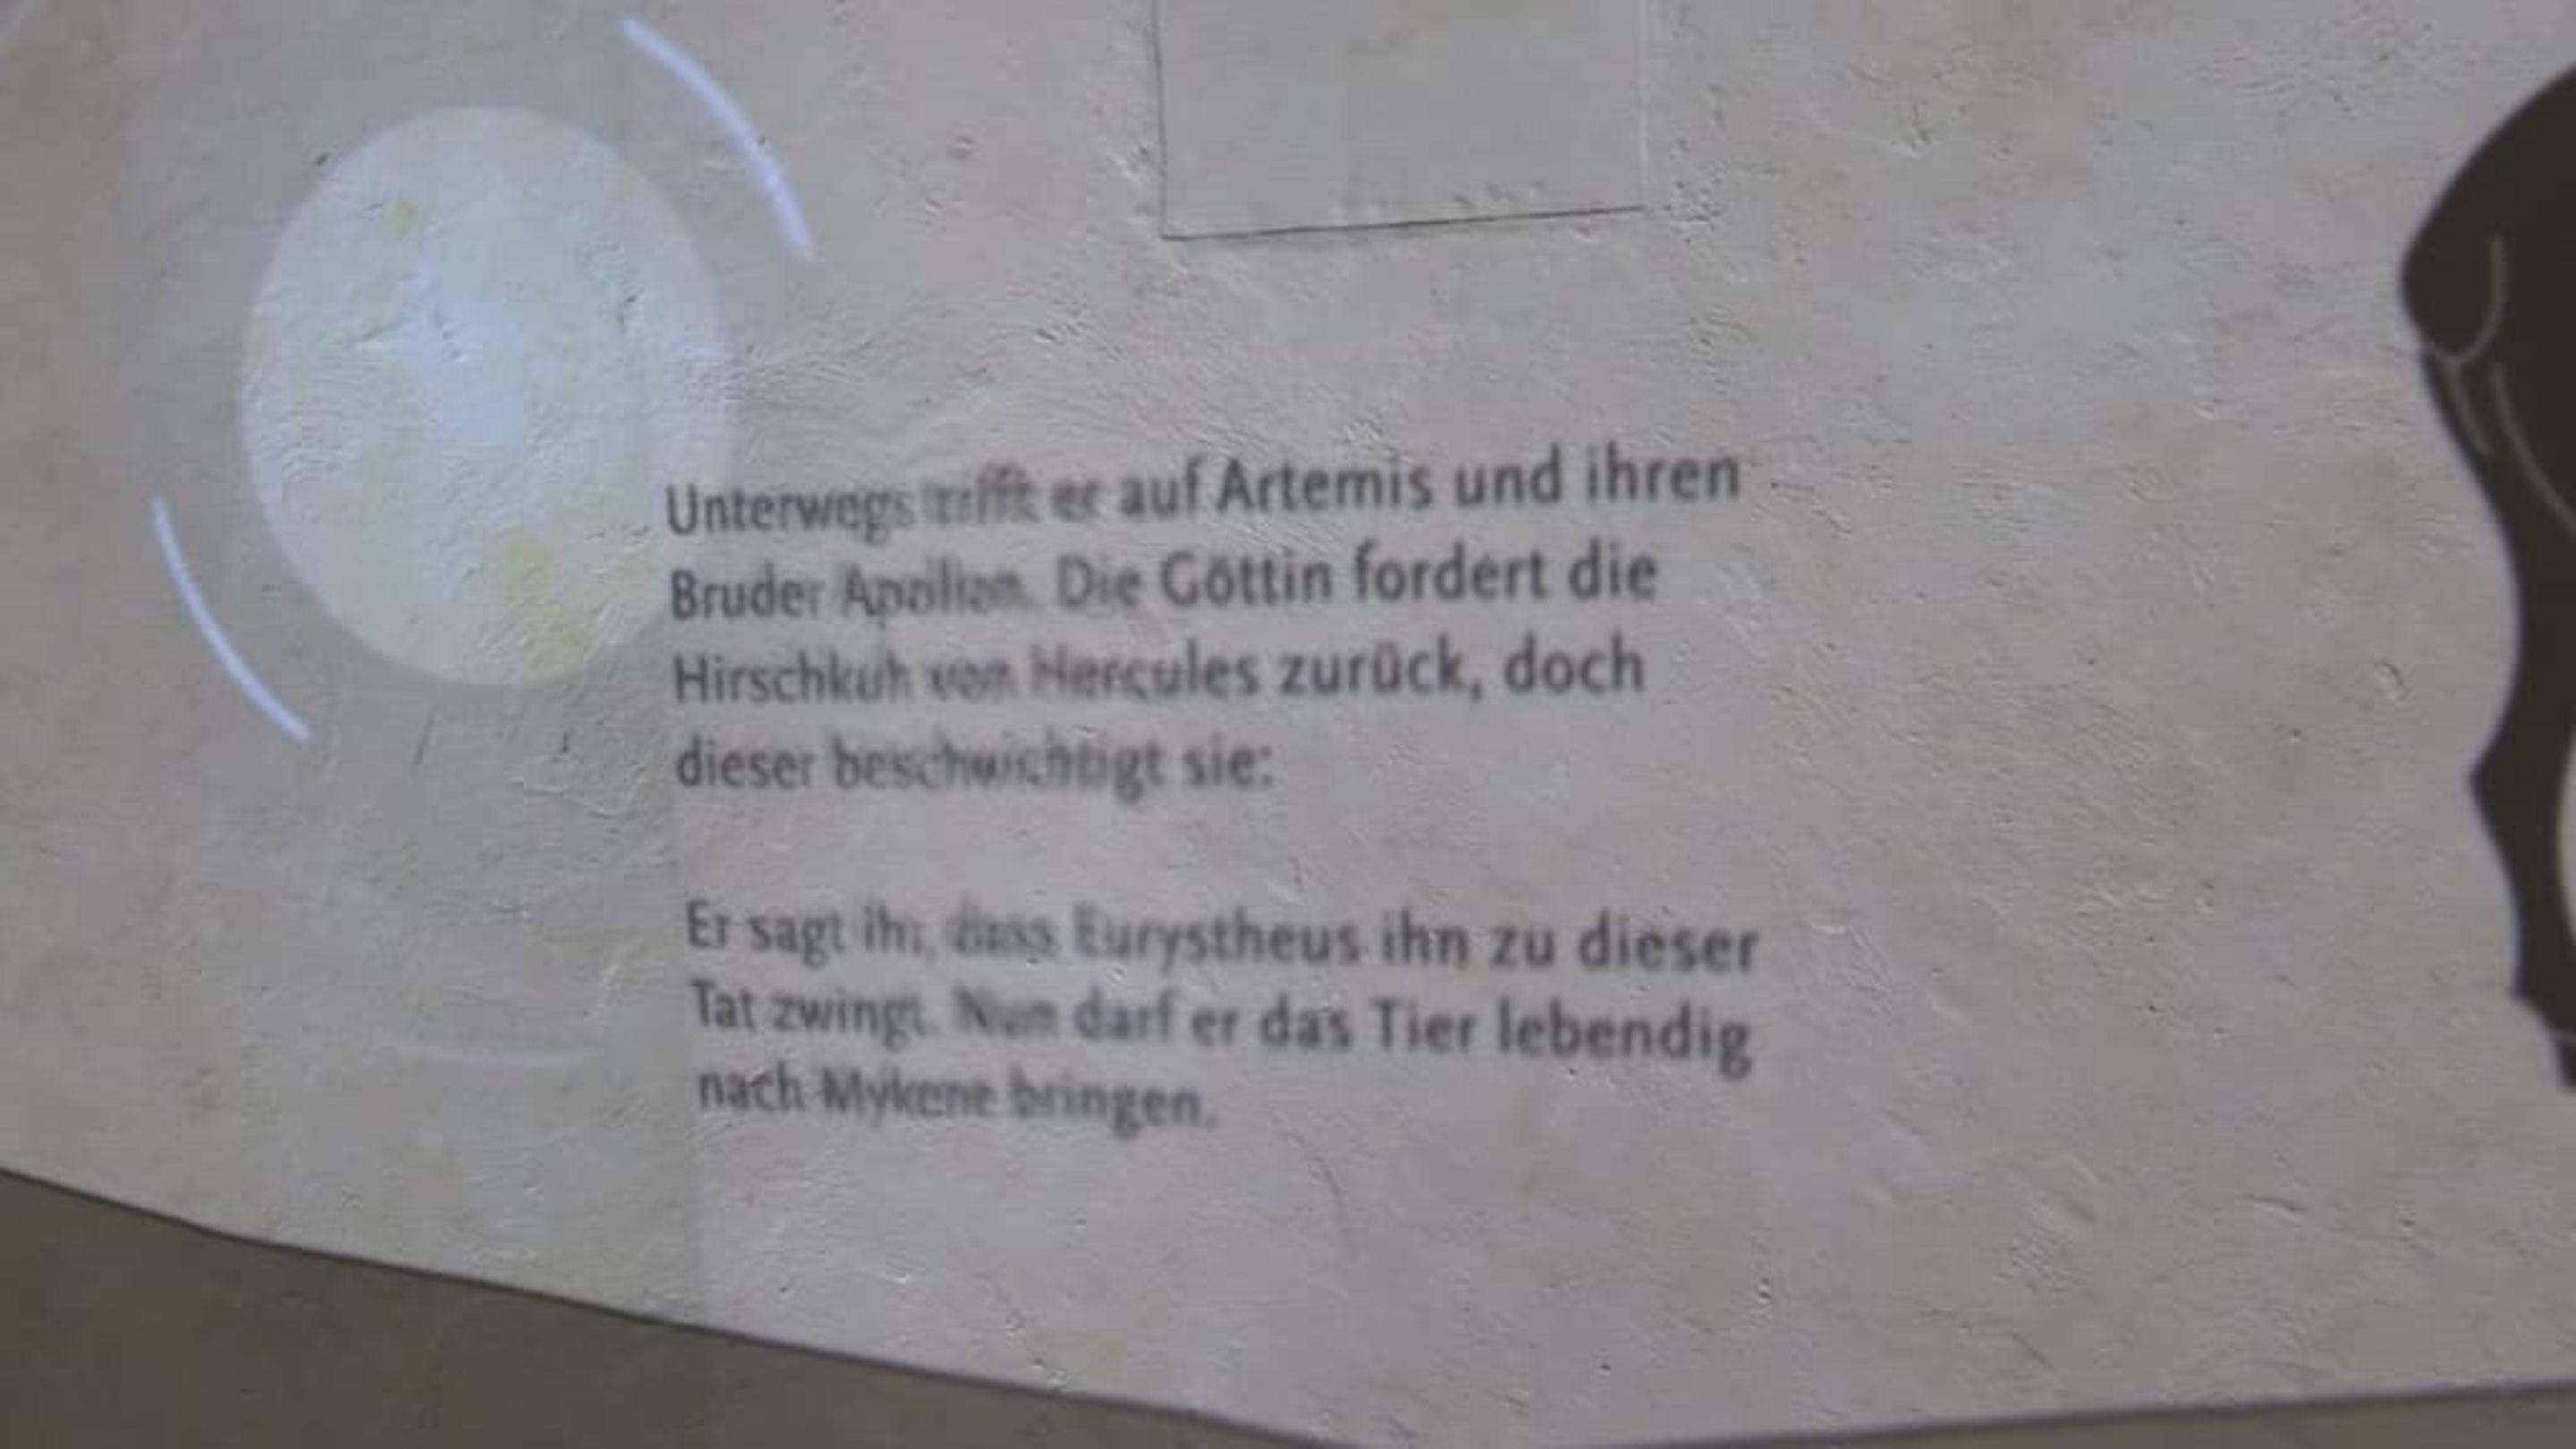 Unterwegs trifft er auf Artemis und ihren
Bruder Apollon. Die Göttin fordert die
Hirschkuh von Hercules zurück, doch
dieser beschwichtigt sie:
Er sagt ihr, dass Eurystheus ihn zu dieser
Tat zwingt. Nun darf er das Tier lebendig
nach Mykene bringen.